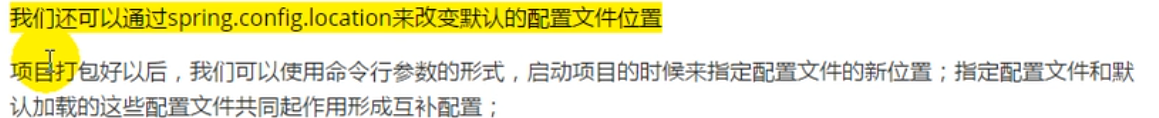 我们还可以通过spring.config.location来改变默认的配置文件位置
项目打包好以后，我们可以使用命令行参数的形式，启动项目的时候来指定配置文件的新位置；指定配置文件和默
认加载的这些配置文件共同起作用形成互补配置；